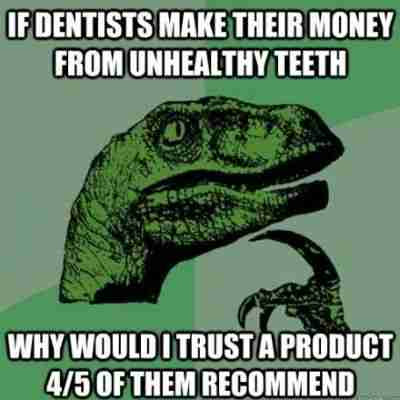 IF DENTISTS MAKE THEIR MONEY
FROM UNHEALTHY TEETH
WHY WOULD I TRUST A PRODUCT
4/5 OF THEM RECOMMEND